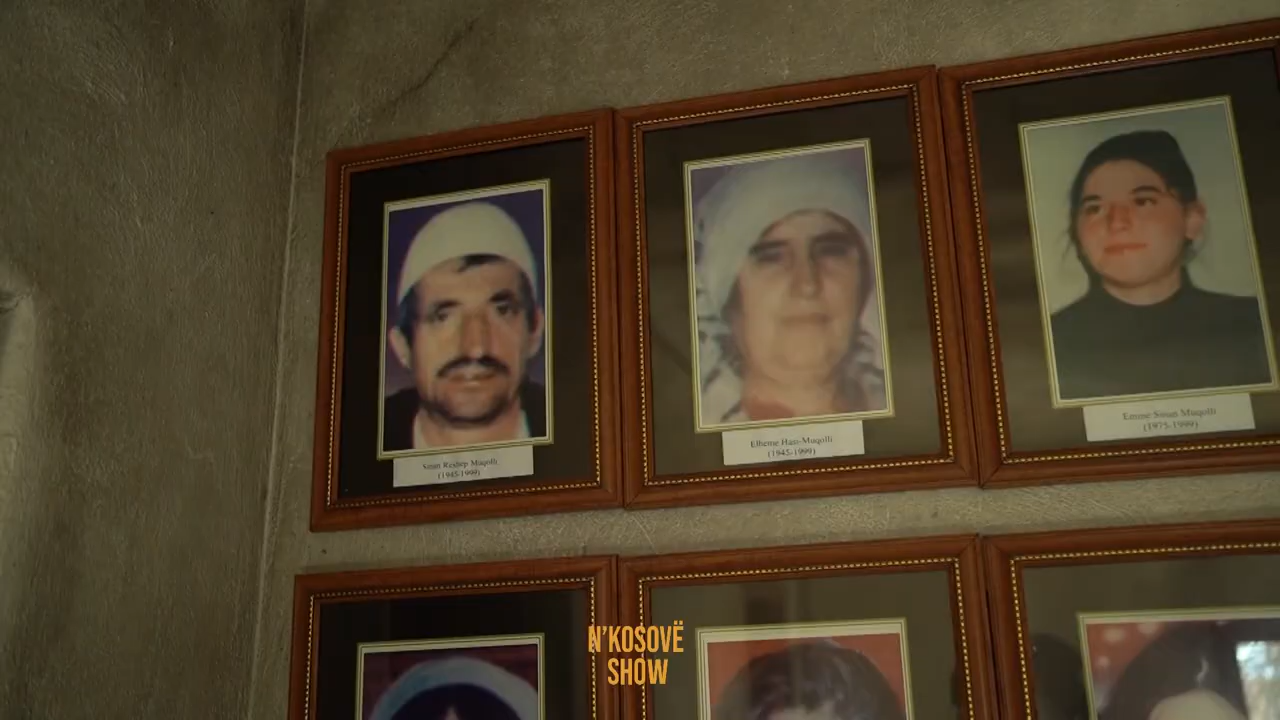 Sinan Rexhep Muqolli
(1945-1999)
Elheme Hasi-Muqolli
(1945-1999)
Emine Sinan Muqolli
(1975-1999)
N'KOSOVË
SHOW